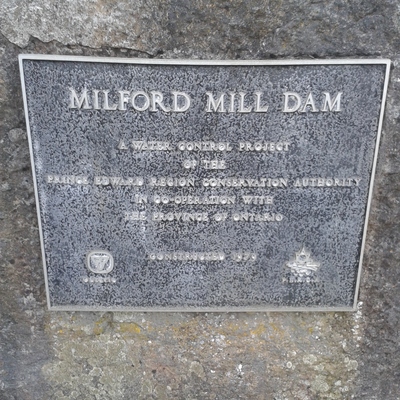 MILFORD MILL DAM
A WATER CONTROL PROJECT
OF THE
PRINCE EDWARD REGION CONSERVATION AUTHORITY
IN CO-OPERATION WITH
THE PROVINCE OF ONTARIO
CONSTRUCTED
ONTARIO